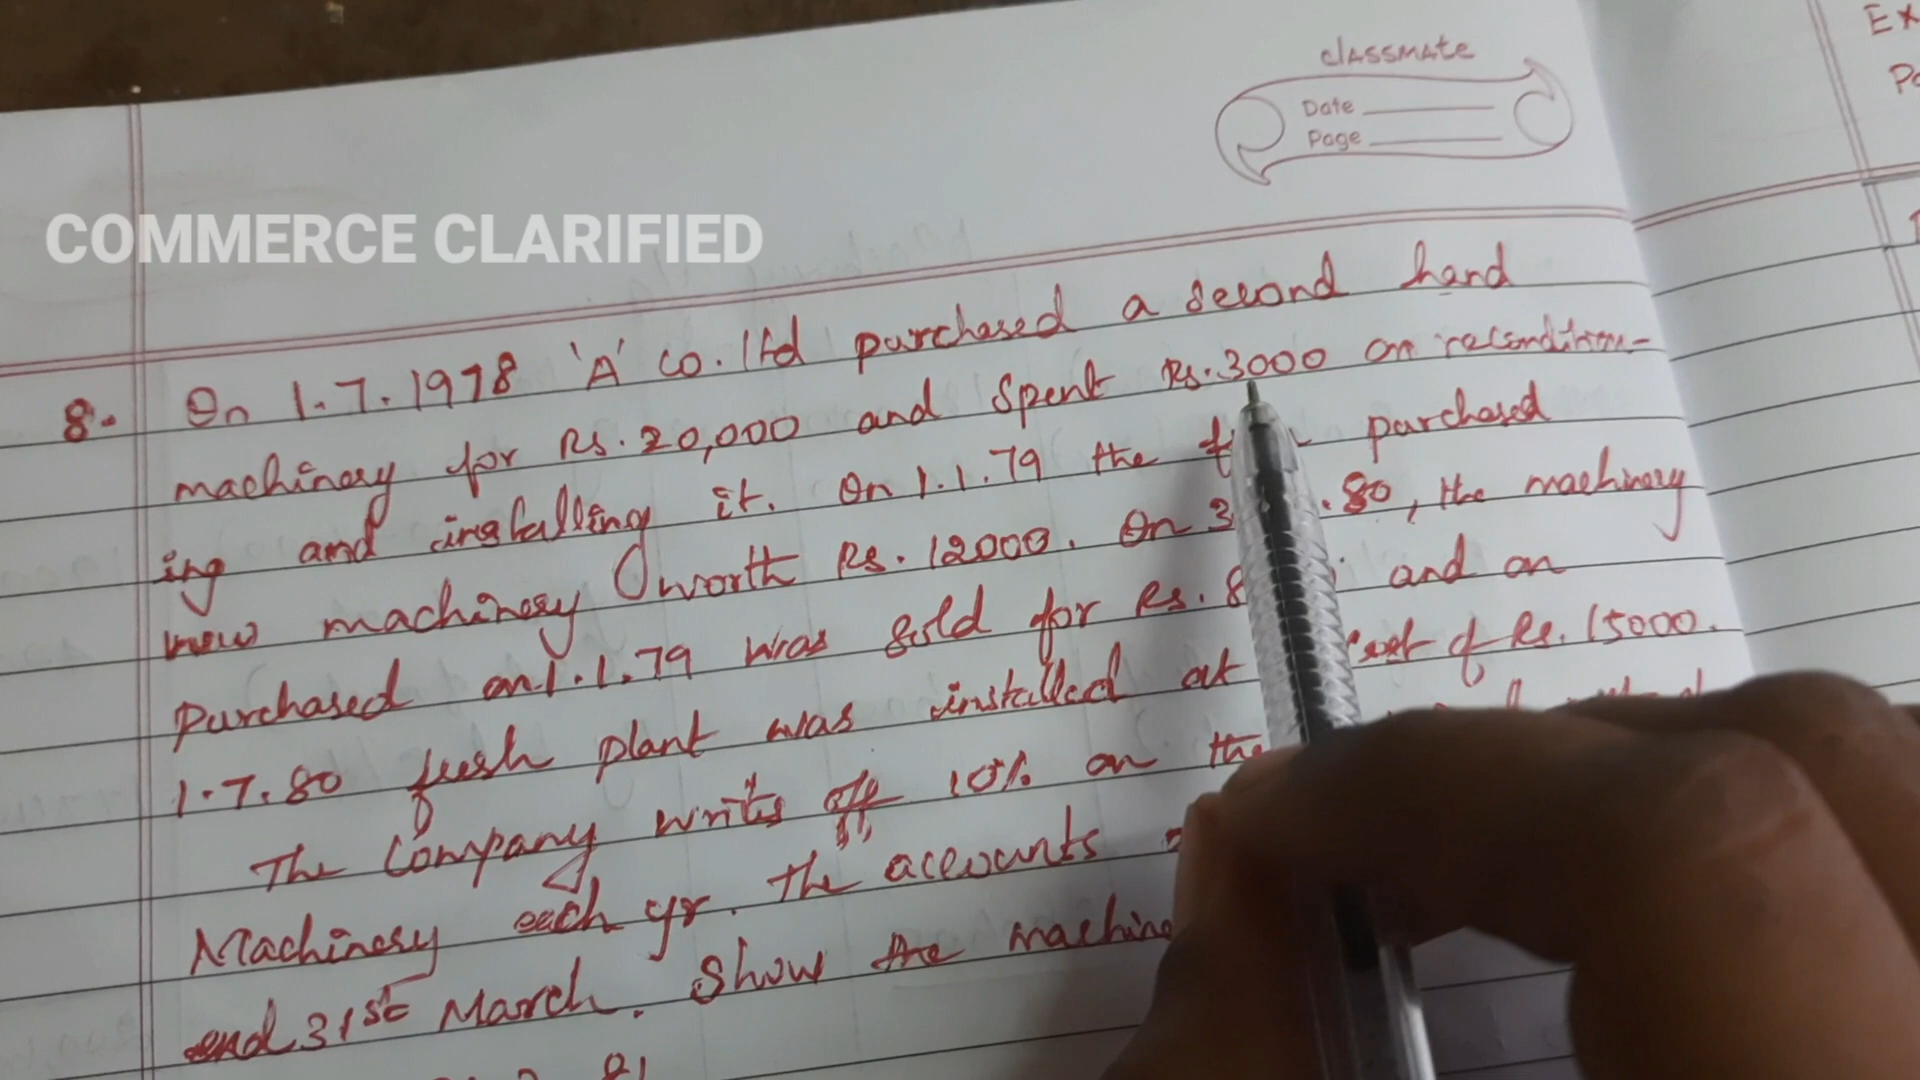 classmate
Date
Page
COMMERCE CLARIFIED
8. On 1.7.1978 'A' Co. Ltd purchased a second hand
machinery for Rs. 20,000 and spent Rs.3000 on recondition-
ing and installing it. On 1.1.79 the purchased
new machinery worth Rs. 12000. On 3 .80, the machinery
purchased on 1.1.79 was sold for Rs. 8 and on
1.7.80 fresh plant was installed at cost of Rs. 15000.
The Company writes off 10% on the
Machinery each yr. The accounts
end 31st March. Show the machine
81
Ex